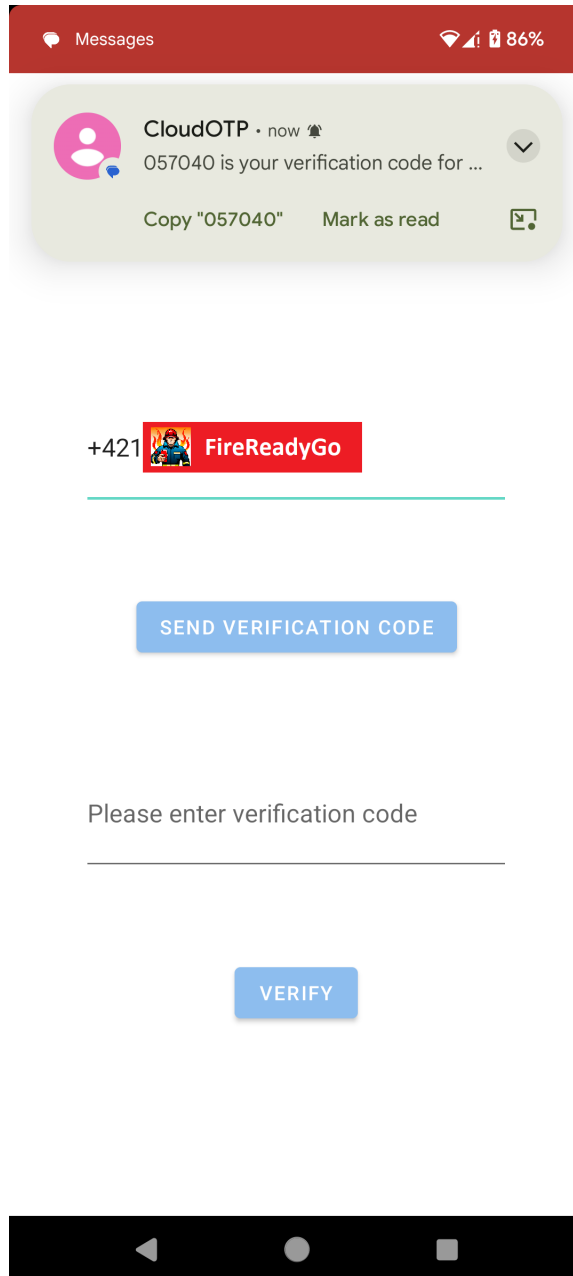 Messages
86%
CloudOTP • now
057040 is your verification code for ...
Copy "057040" Mark as read
+421 FireReadyGo
SEND VERIFICATION CODE
Please enter verification code
VERIFY